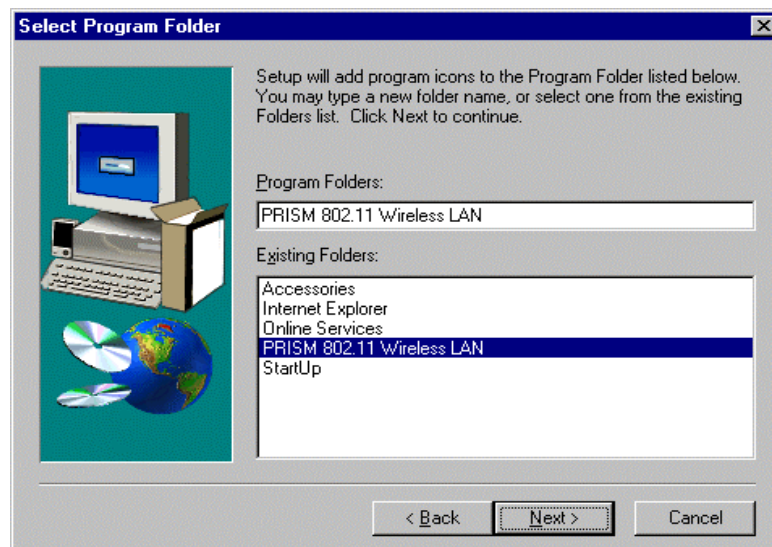 Select Program Folder
Setup will add program icons to the Program Folder listed below.
You may type a new folder name, or select one from the existing
Folders list.  Click Next to continue.
Program Folders:
PRISM 802.11 Wireless LAN
Existing Folders:
Accessories
Internet Explorer
Online Services
PRISM 802.11 Wireless LAN
StartUp
< Back
Next >
Cancel